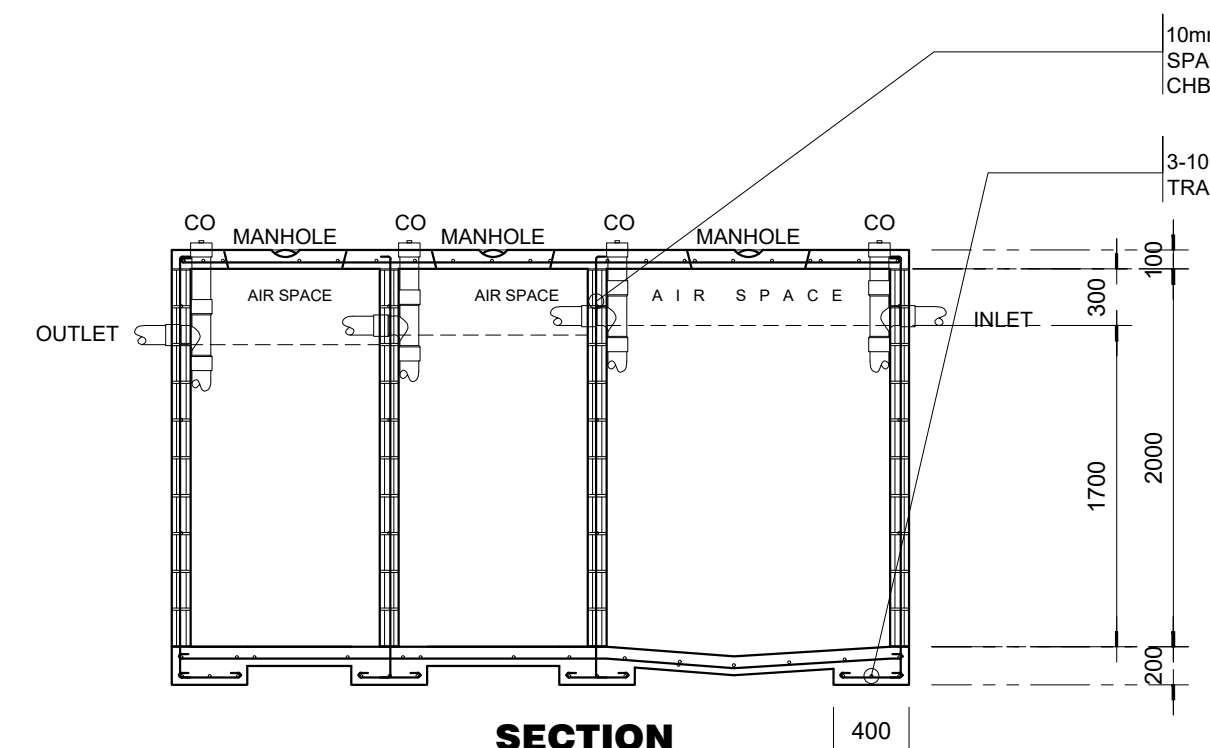 10mm
SPA
CHB
3-10
TRA
CO
CO
CO
CO
MANHOLE
MANHOLE
MANHOLE
100
AIR SPACE
AIR SPACE
A I R S P A C E
300
OUTLET
INLET
2000
1700
200
SECTION
400